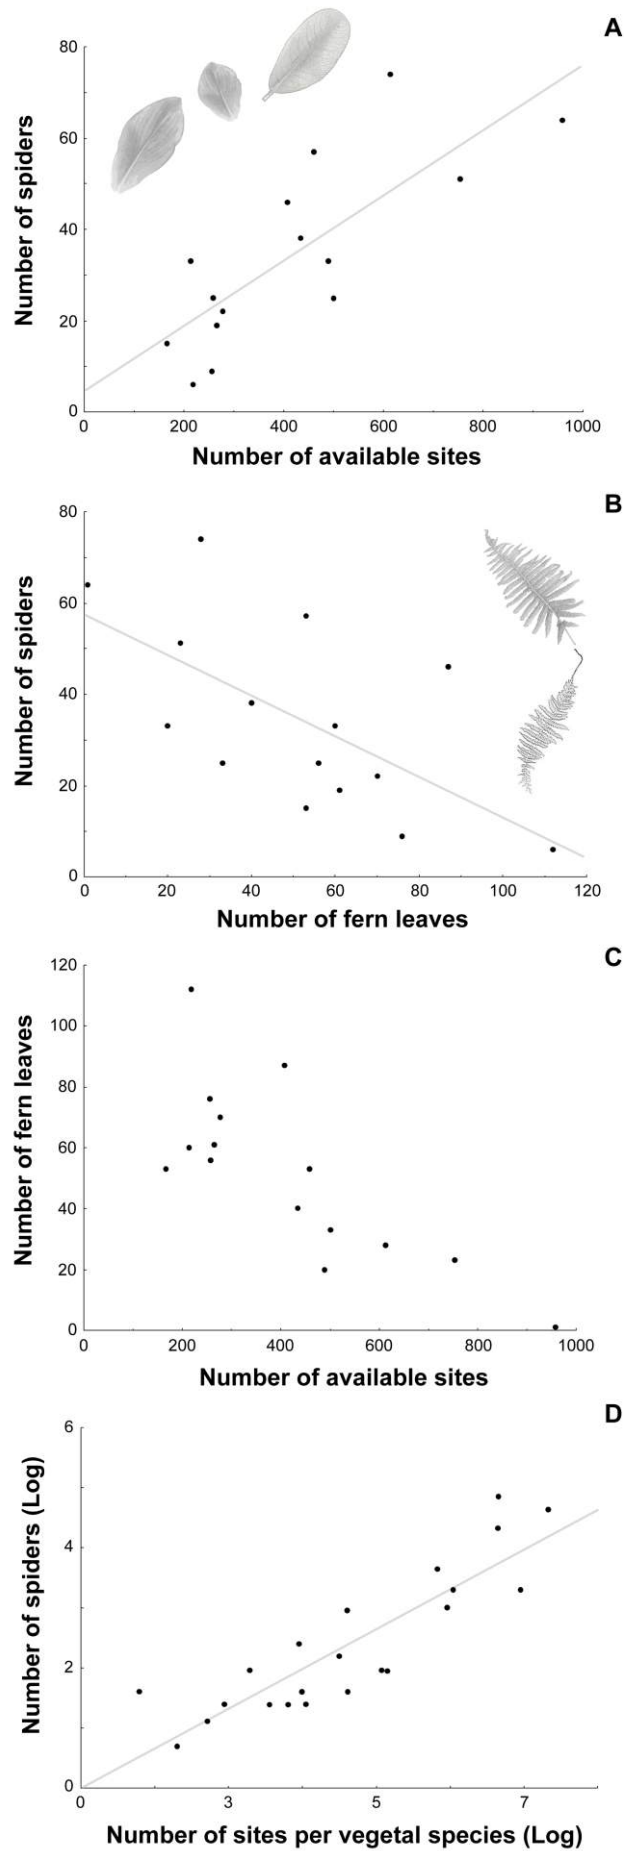 A
80
60
40
20
0
Number of spiders
0 200 400 600 800 1000
Number of available sites
B
80
60
40
20
0
Number of spiders
0 20 40 60 80 100 120
Number of fern leaves
C
120
100
80
60
40
20
0
Number of fern leaves
0 200 400 600 800 1000
Number of available sites
D
6
4
2
0
Number of spiders (Log)
0 3 5 7
Number of sites per vegetal species (Log)